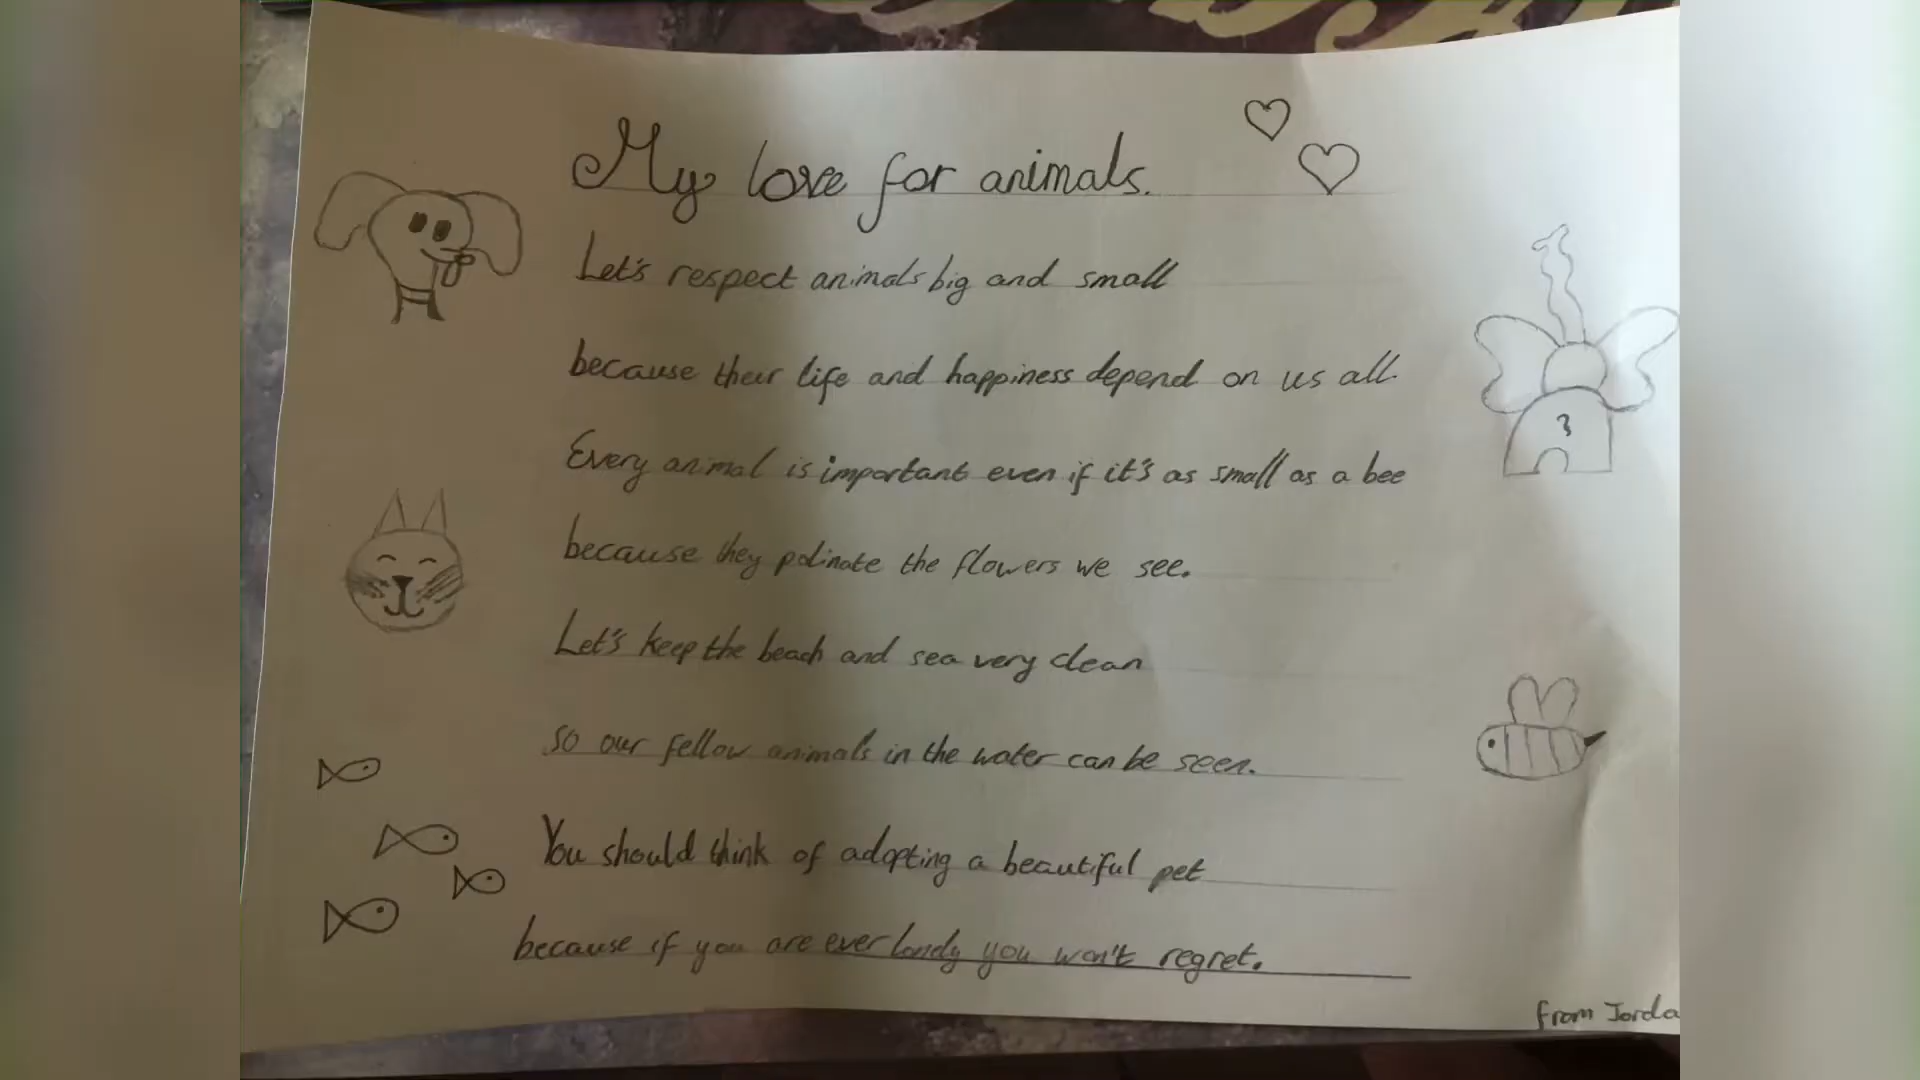 My love for animals.
Let's respect animals big and small
because their life and happiness depend on us all.
Every animal is important even if it's as small as a bee
because they polinate the flowers we see.
Let's keep the beach and sea very clean
so our fellow animals in the water can be seen.
You should think of adopting a beautiful pet
because if you are ever lonely you won't regret.
from Jorda